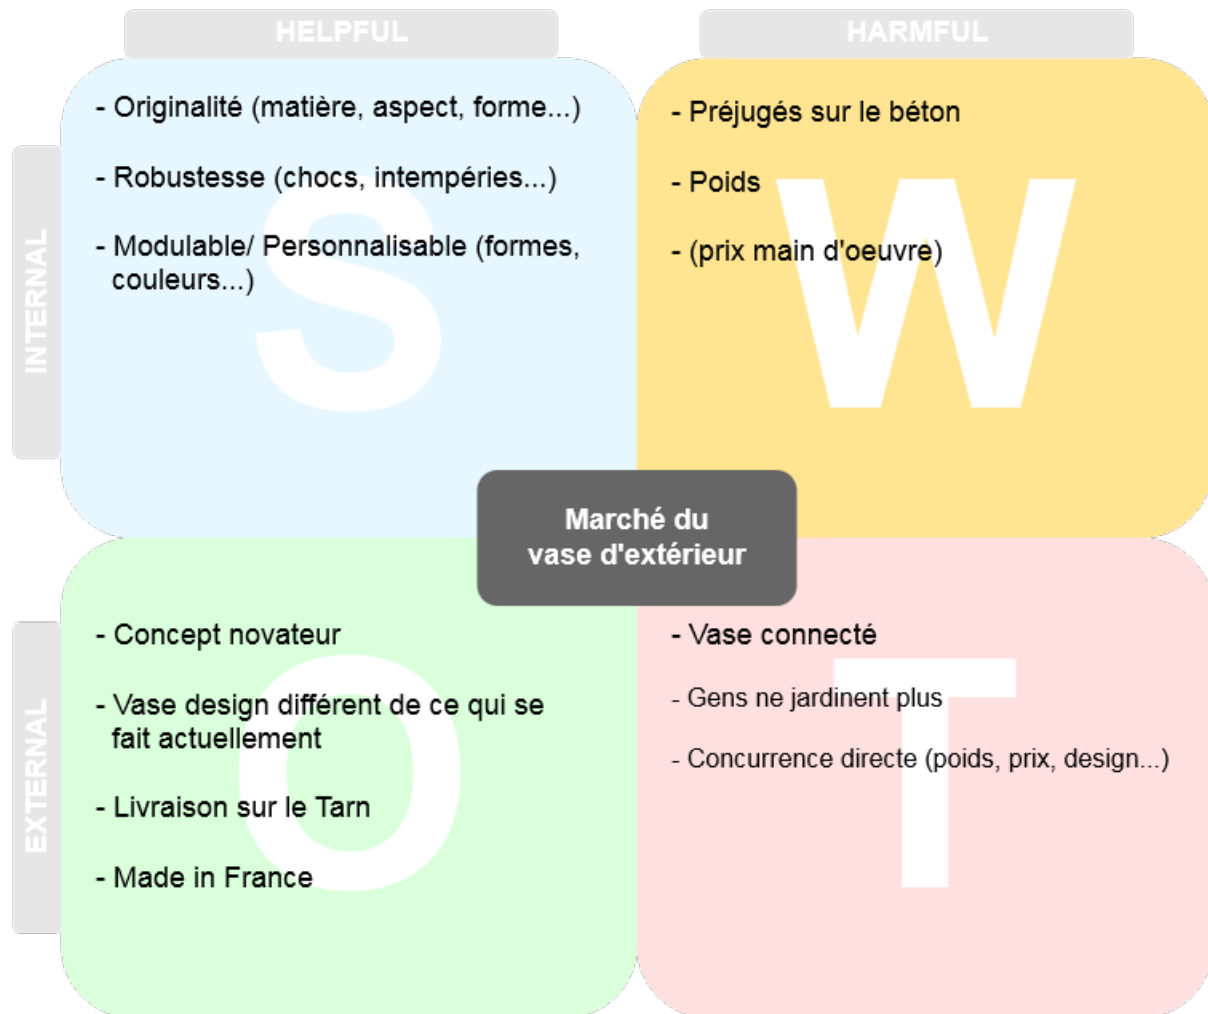 HELPFUL
HARMFUL
INTERNAL
- Originalité (matière, aspect, forme...)
- Robustesse (chocs, intempéries...)
- Modulable/ Personnalisable (formes,
couleurs...)
S
- Préjugés sur le béton
- Poids
- (prix main d'oeuvre)
W
Marché du
vase d'extérieur
EXTERNAL
- Concept novateur
- Vase design différent de ce qui se
fait actuellement
- Livraison sur le Tarn
- Made in France
O
- Vase connecté
- Gens ne jardinent plus
- Concurrence directe (poids, prix, design...)
T